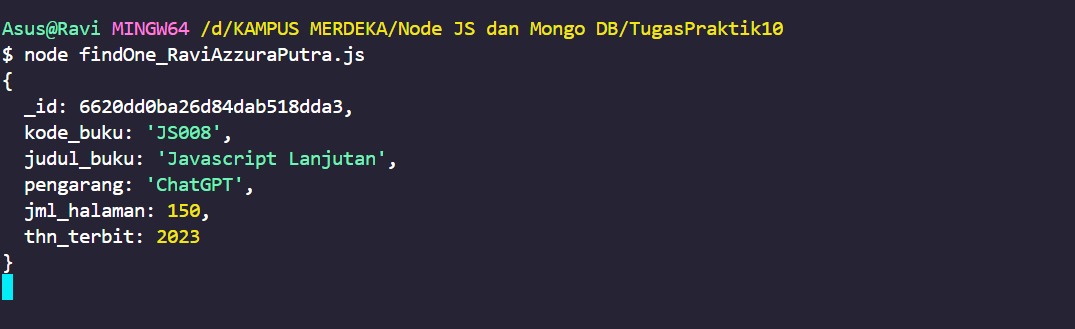 Asus@Ravi MINGW64 /d/KAMPUS MERDEKA/Node JS dan Mongo DB/TugasPraktik10
$ node findOne_RaviAzzuraPutra.js
{
  _id: 6620dd0ba26d84dab518dda3,
  kode_buku: 'JS008',
  judul_buku: 'Javascript Lanjutan',
  pengarang: 'ChatGPT',
  jml_halaman: 150,
  thn_terbit: 2023
}